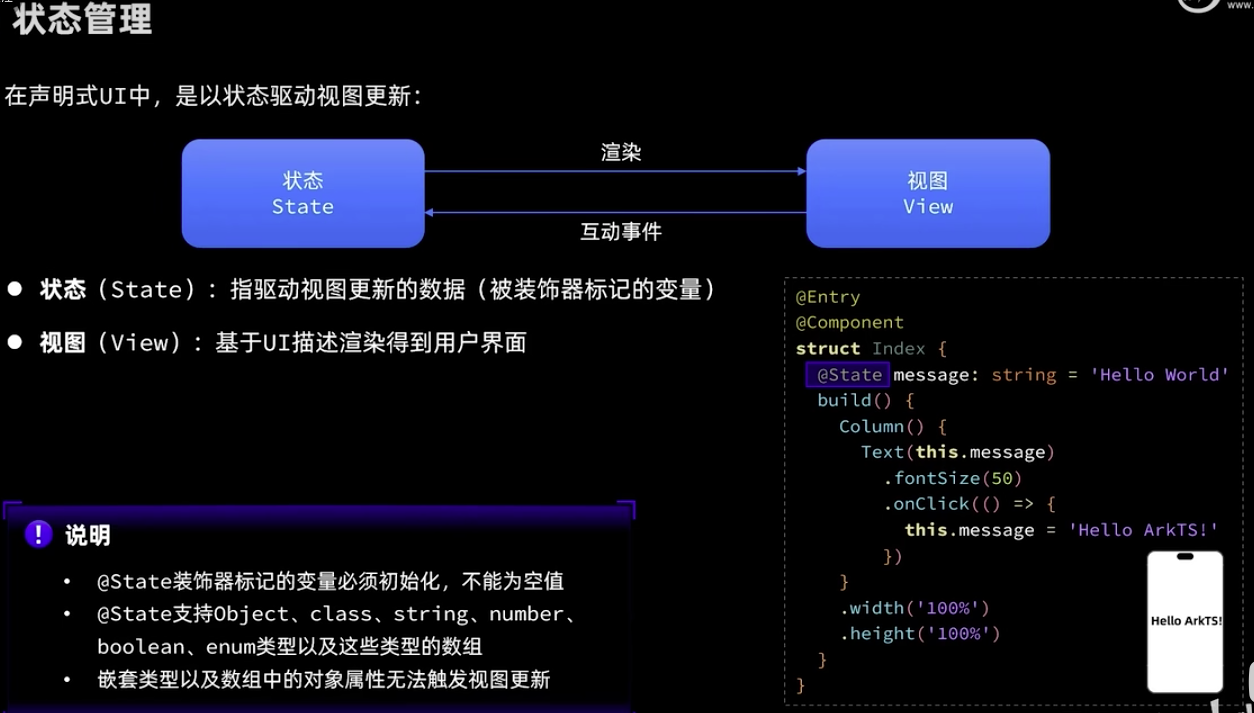 状态管理
www.
在声明式UI中，是以状态驱动视图更新：
渲染
状态
State
视图
View
互动事件
● 状态（State）：指驱动视图更新的数据（被装饰器标记的变量）
● 视图（View）：基于UI描述渲染得到用户界面
@Entry
@Component
struct Index {
  @State message: string = 'Hello World'
  build() {
    Column() {
      Text(this.message)
        .fontSize(50)
        .onClick(() => {
          this.message = 'Hello ArkTS!'
        })
    }
    .width('100%')
    .height('100%')
  }
}
Hello ArkTS!
! 说明
• @State装饰器标记的变量必须初始化，不能为空值
• @State支持Object、class、string、number、
boolean、enum类型以及这些类型的数组
• 嵌套类型以及数组中的对象属性无法触发视图更新